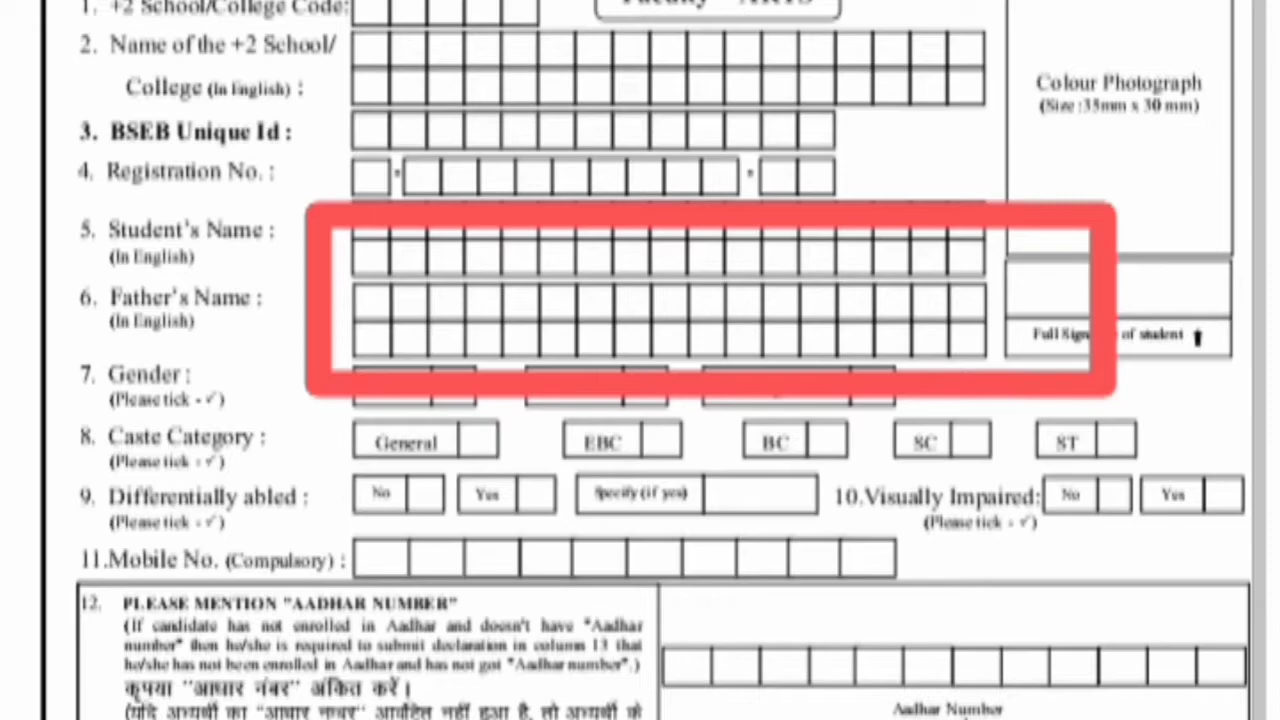 1. +2 School/College Code:
Faculty - ARTS
2. Name of the +2 School/
College (In English) :
Colour Photograph
(Size :35mm x 30 mm)
3. BSEB Unique Id :
4. Registration No. :
5. Student's Name :
(In English)
6. Father's Name :
(In English)
Full Sign of student
7. Gender :
(Please tick - ✓)
8. Caste Category :
(Please tick - ✓)
General
EBC
BC
SC
ST
9. Differentially abled :
(Please tick - ✓)
No
Yes
Specify (if yes)
10.Visually Impaired:
(Please tick - ✓)
No
Yes
11.Mobile No. (Compulsory) :
12. PLEASE MENTION "AADHAR NUMBER"
(If candidate has not enrolled in Aadhar and doesn't have "Aadhar
number" then he/she is required to submit declaration in column 13 that
he/she has not been enrolled in Aadhar and has not got "Aadhar number".)
कृपया "आधार नंबर" अंकित करें।
(यदि अभ्यर्थी का "आधार नम्बर" आवंटित नहीं हुआ है, तो अभ्यर्थी के
Aadhar Number